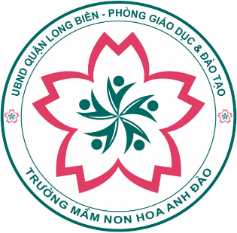 UBND QUẬN LONG BIÊN - PHÒNG GIÁO DỤC & ĐÀO TẠO
TRƯỜNG MẦM NON HOA ANH ĐÀO